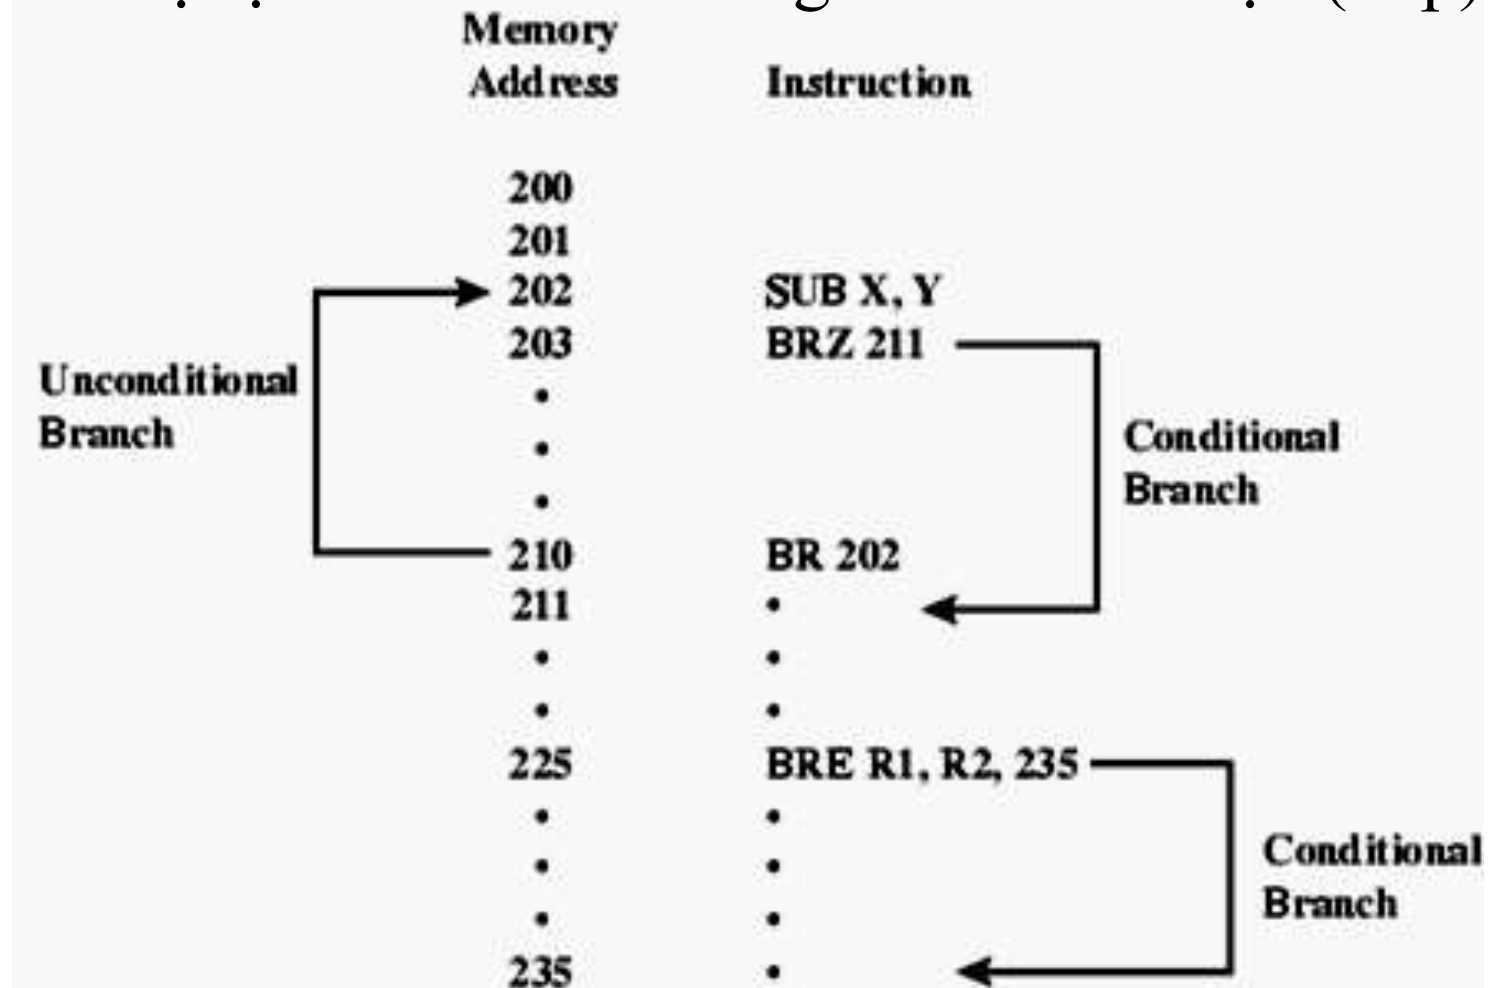 Memory
Address Instruction
200
201
202 SUB X, Y
203 BRZ 211
Unconditional
Branch
Conditional
Branch
210 BR 202
211
225 BRE R1, R2, 235
Conditional
Branch
235